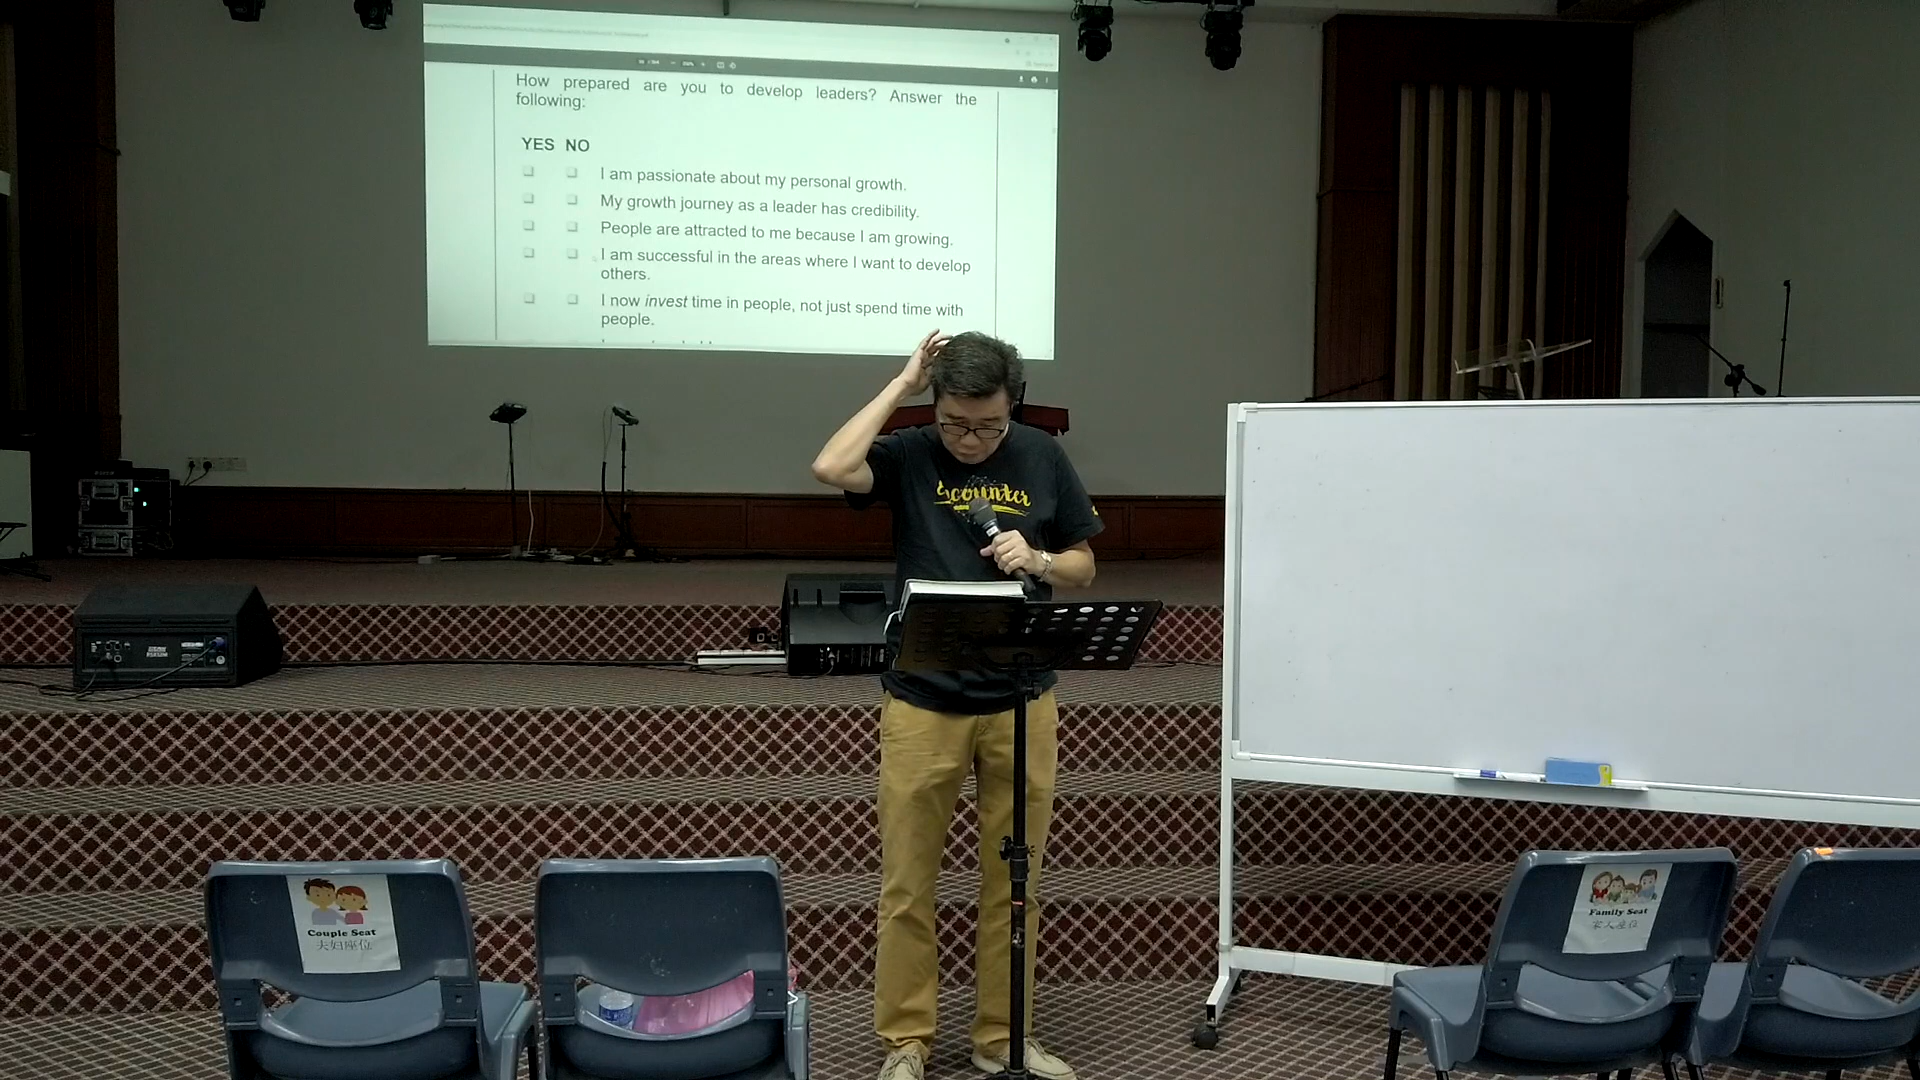 How prepared are you to develop leaders? Answer the
following:
YES NO
I am passionate about my personal growth.
My growth journey as a leader has credibility.
People are attracted to me because I am growing.
I am successful in the areas where I want to develop
others.
I now invest time in people, not just spend time with
people.
Encounter
Couple Seat
夫妇座位
Family Seat
家人座位